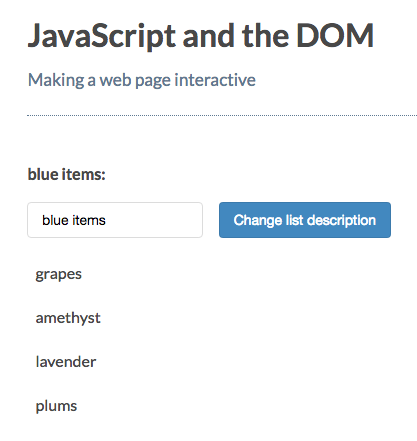 JavaScript and the DOM
Making a web page interactive
blue items:
blue items
Change list description
grapes
amethyst
lavender
plums